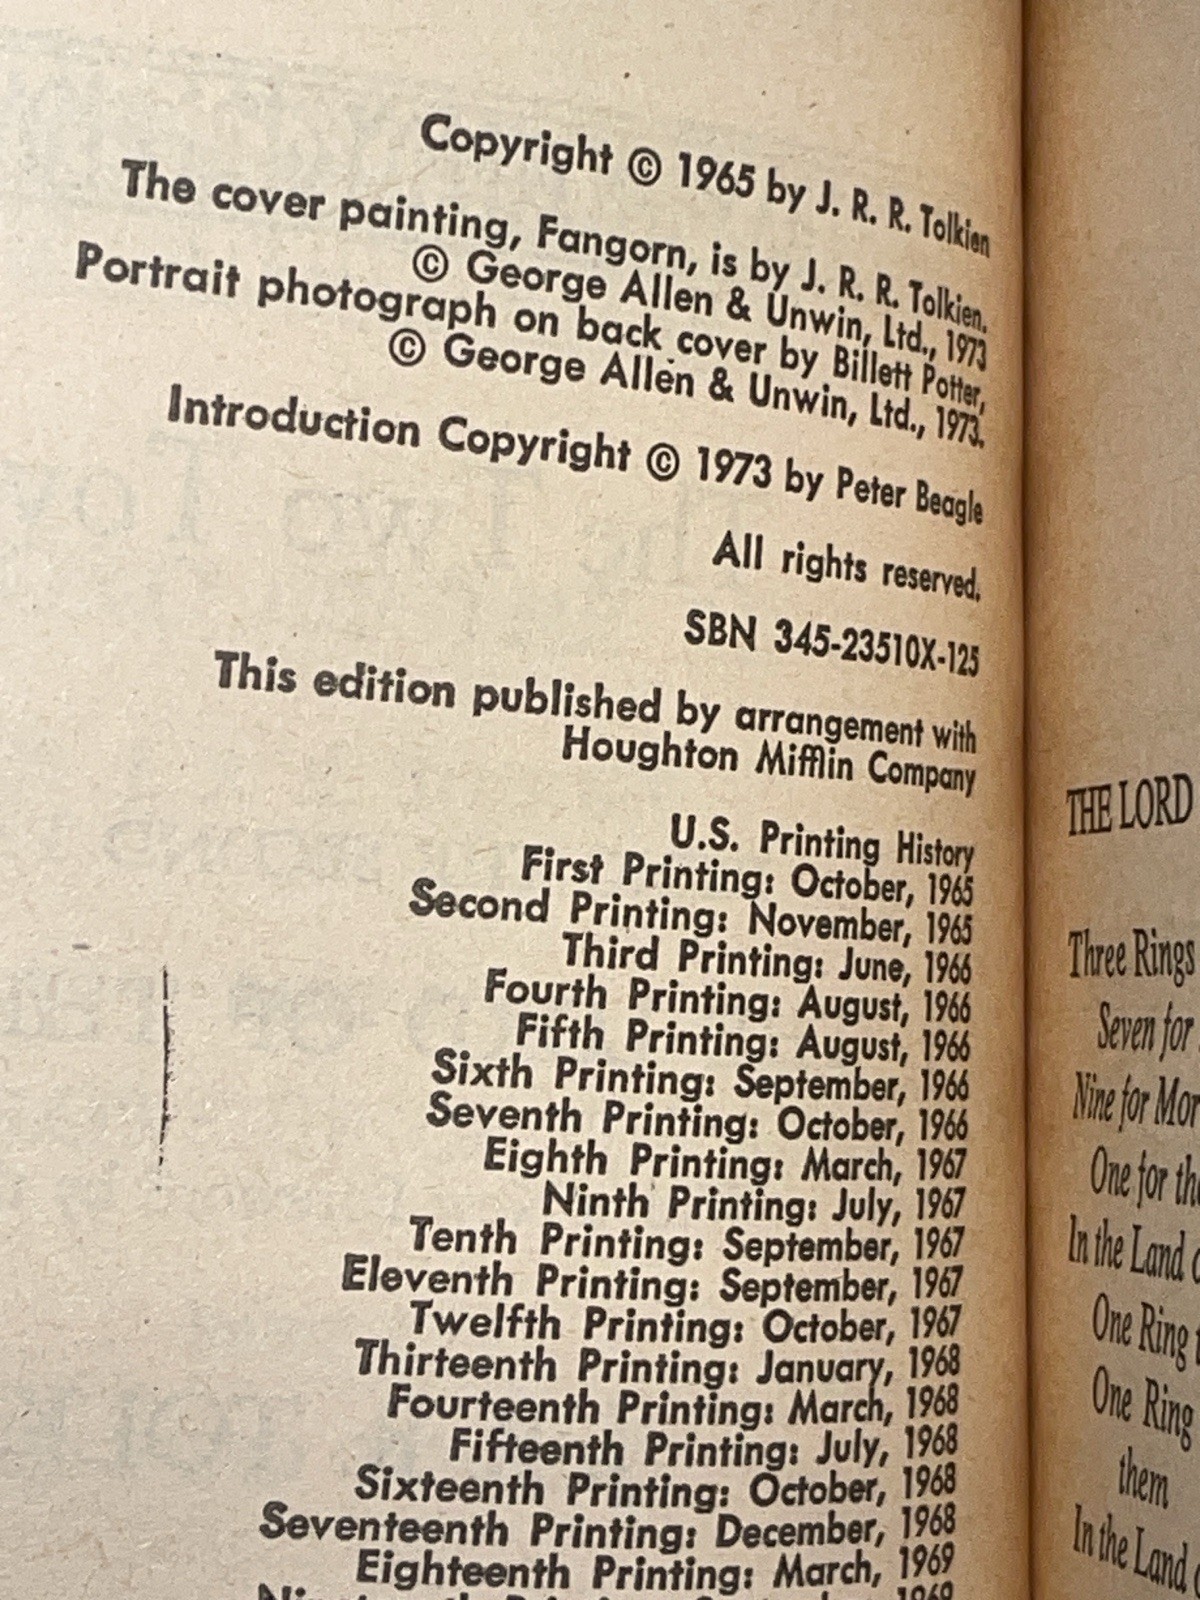 Copyright © 1965 by J. R. R. Tolkien
The cover painting, Fangorn, is by J. R. R. Tolkien.
© George Allen & Unwin, Ltd., 1973
Portrait photograph on back cover by Billett Potter,
© George Allen & Unwin, Ltd., 1973.
Introduction Copyright © 1973 by Peter Beagle
All rights reserved.
SBN 345-23510X-125
This edition published by arrangement with
Houghton Mifflin Company
U.S. Printing History
First Printing: October, 1965
Second Printing: November, 1965
Third Printing: June, 1966
Fourth Printing: August, 1966
Fifth Printing: August, 1966
Sixth Printing: September, 1966
Seventh Printing: October, 1966
Eighth Printing: March, 1967
Ninth Printing: July, 1967
Tenth Printing: September, 1967
Eleventh Printing: September, 1967
Twelfth Printing: October, 1967
Thirteenth Printing: January, 1968
Fourteenth Printing: March, 1968
Fifteenth Printing: July, 1968
Sixteenth Printing: October, 1968
Seventeenth Printing: December, 1968
Eighteenth Printing: March, 1969
THE LORD
Three Rings
Seven for
Nine for Mor
One for the
In the Land
One Ring
One Ring
them
In the Land